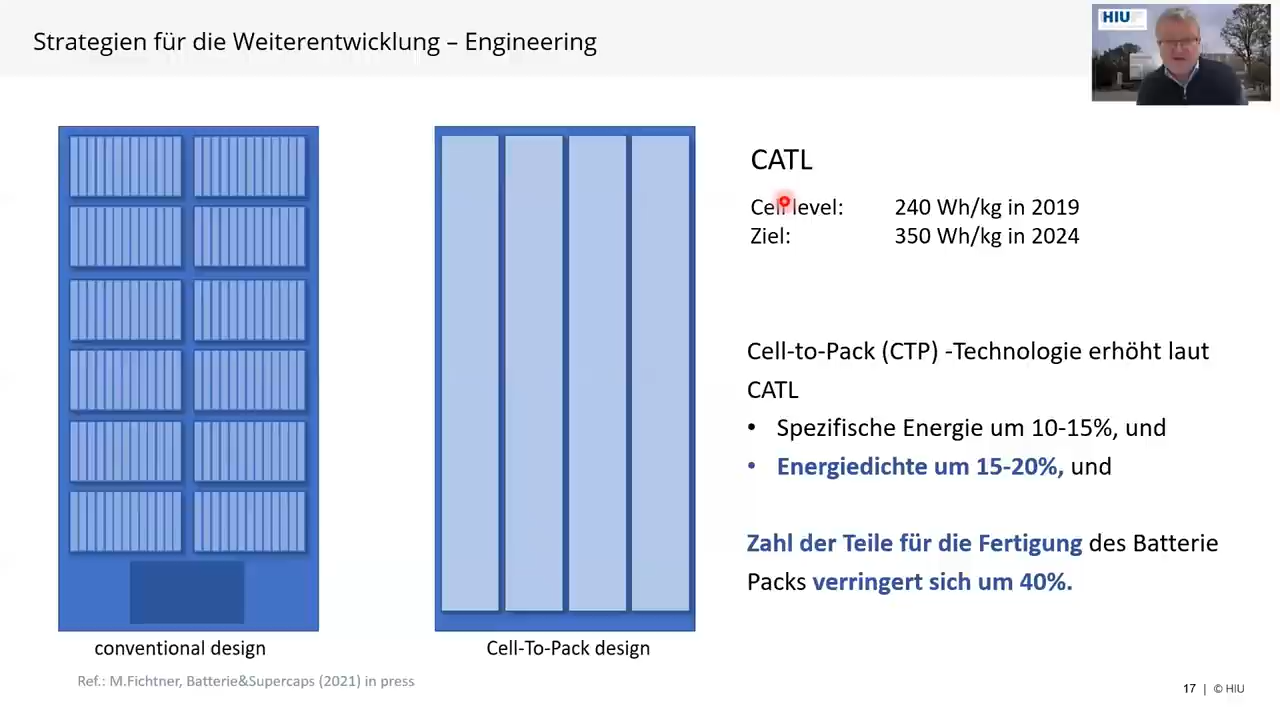 Strategien für die Weiterentwicklung – Engineering
HIU
CATL
Cell level: 240 Wh/kg in 2019
Ziel: 350 Wh/kg in 2024
Cell-to-Pack (CTP) -Technologie erhöht laut
CATL
• Spezifische Energie um 10-15%, und
• Energiedichte um 15-20%, und
Zahl der Teile für die Fertigung des Batterie
Packs verringert sich um 40%.
conventional design
Cell-To-Pack design
Ref.: M.Fichtner, Batterie&Supercaps (2021) in press
17 | © HIU